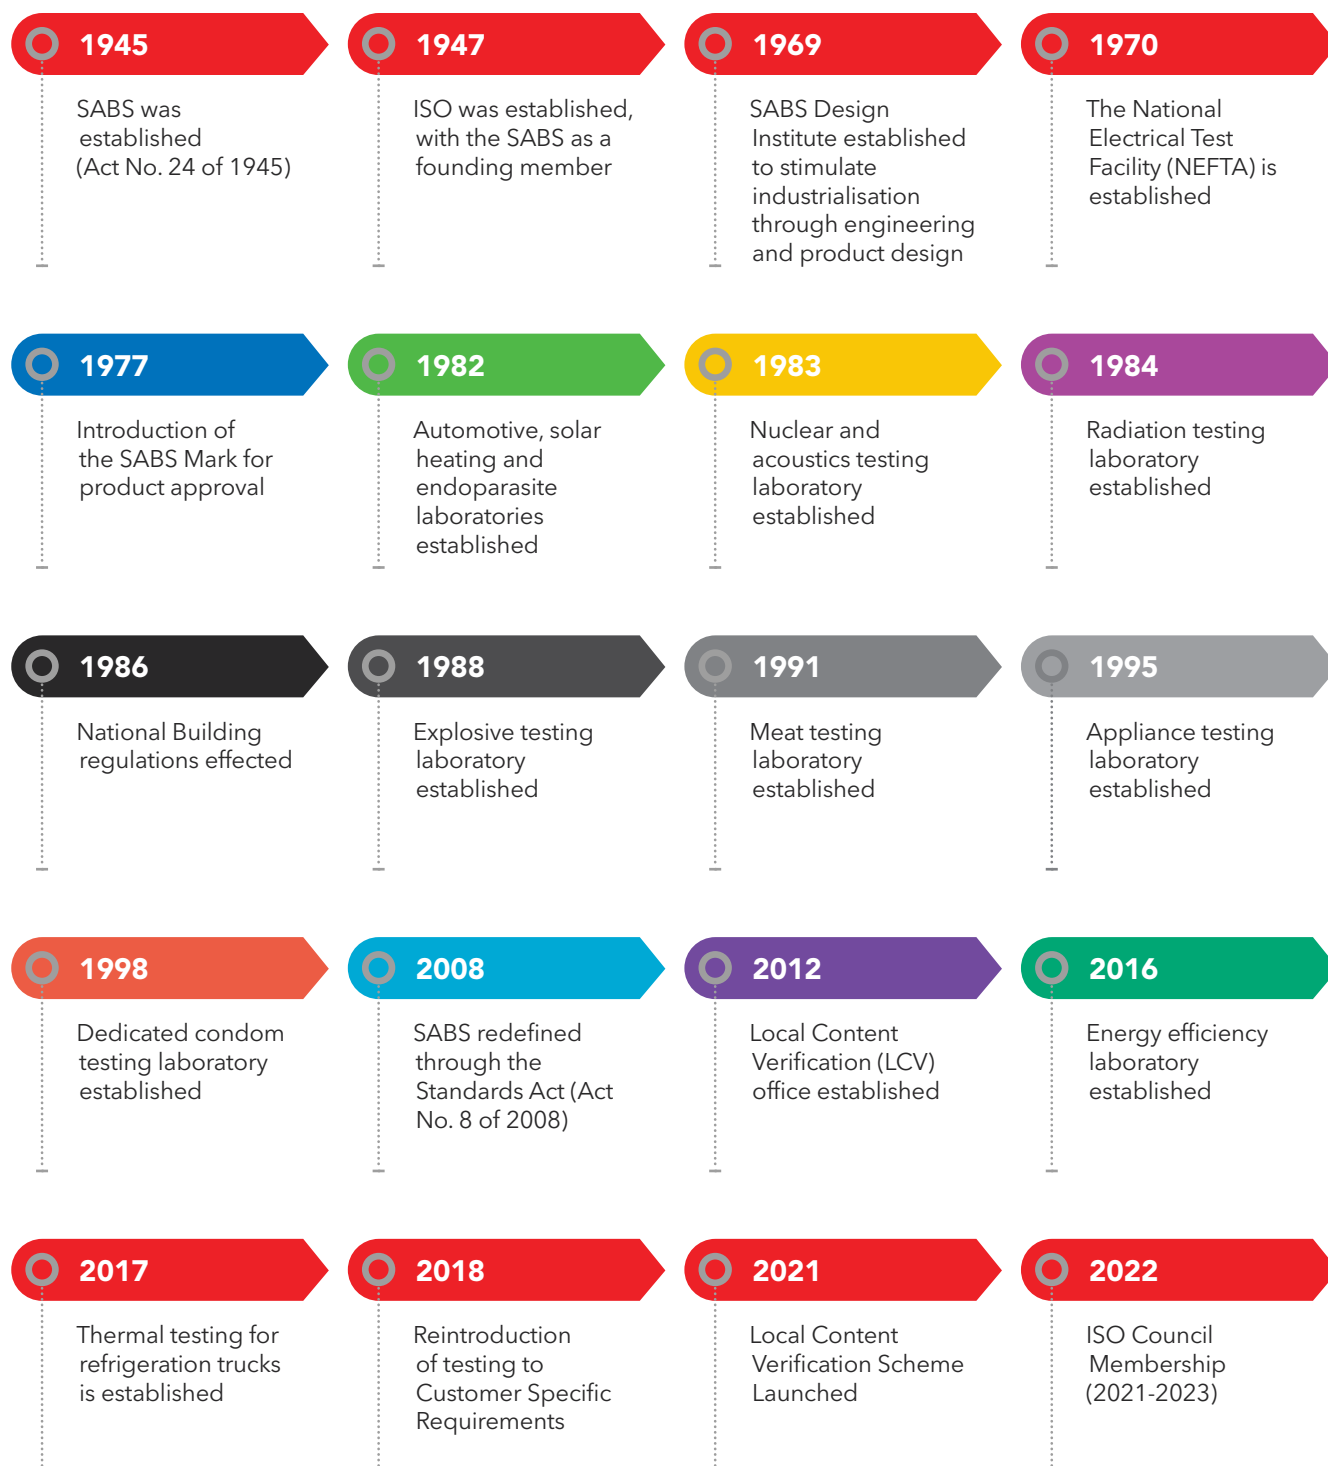 1945
SABS was
established
(Act No. 24 of 1945)
1947
ISO was established,
with the SABS as a
founding member
1969
SABS Design
Institute established
to stimulate
industrialisation
through engineering
and product design
1970
The National
Electrical Test
Facility (NEFTA) is
established
1977
Introduction of
the SABS Mark for
product approval
1982
Automotive, solar
heating and
endoparasite
laboratories
established
1983
Nuclear and
acoustics testing
laboratory
established
1984
Radiation testing
laboratory
established
1986
National Building
regulations effected
1988
Explosive testing
laboratory
established
1991
Meat testing
laboratory
established
1995
Appliance testing
laboratory
established
1998
Dedicated condom
testing laboratory
established
2008
SABS redefined
through the
Standards Act (Act
No. 8 of 2008)
2012
Local Content
Verification (LCV)
office established
2016
Energy efficiency
laboratory
established
2017
Thermal testing for
refrigeration trucks
is established
2018
Reintroduction
of testing to
Customer Specific
Requirements
2021
Local Content
Verification Scheme
Launched
2022
ISO Council
Membership
(2021-2023)